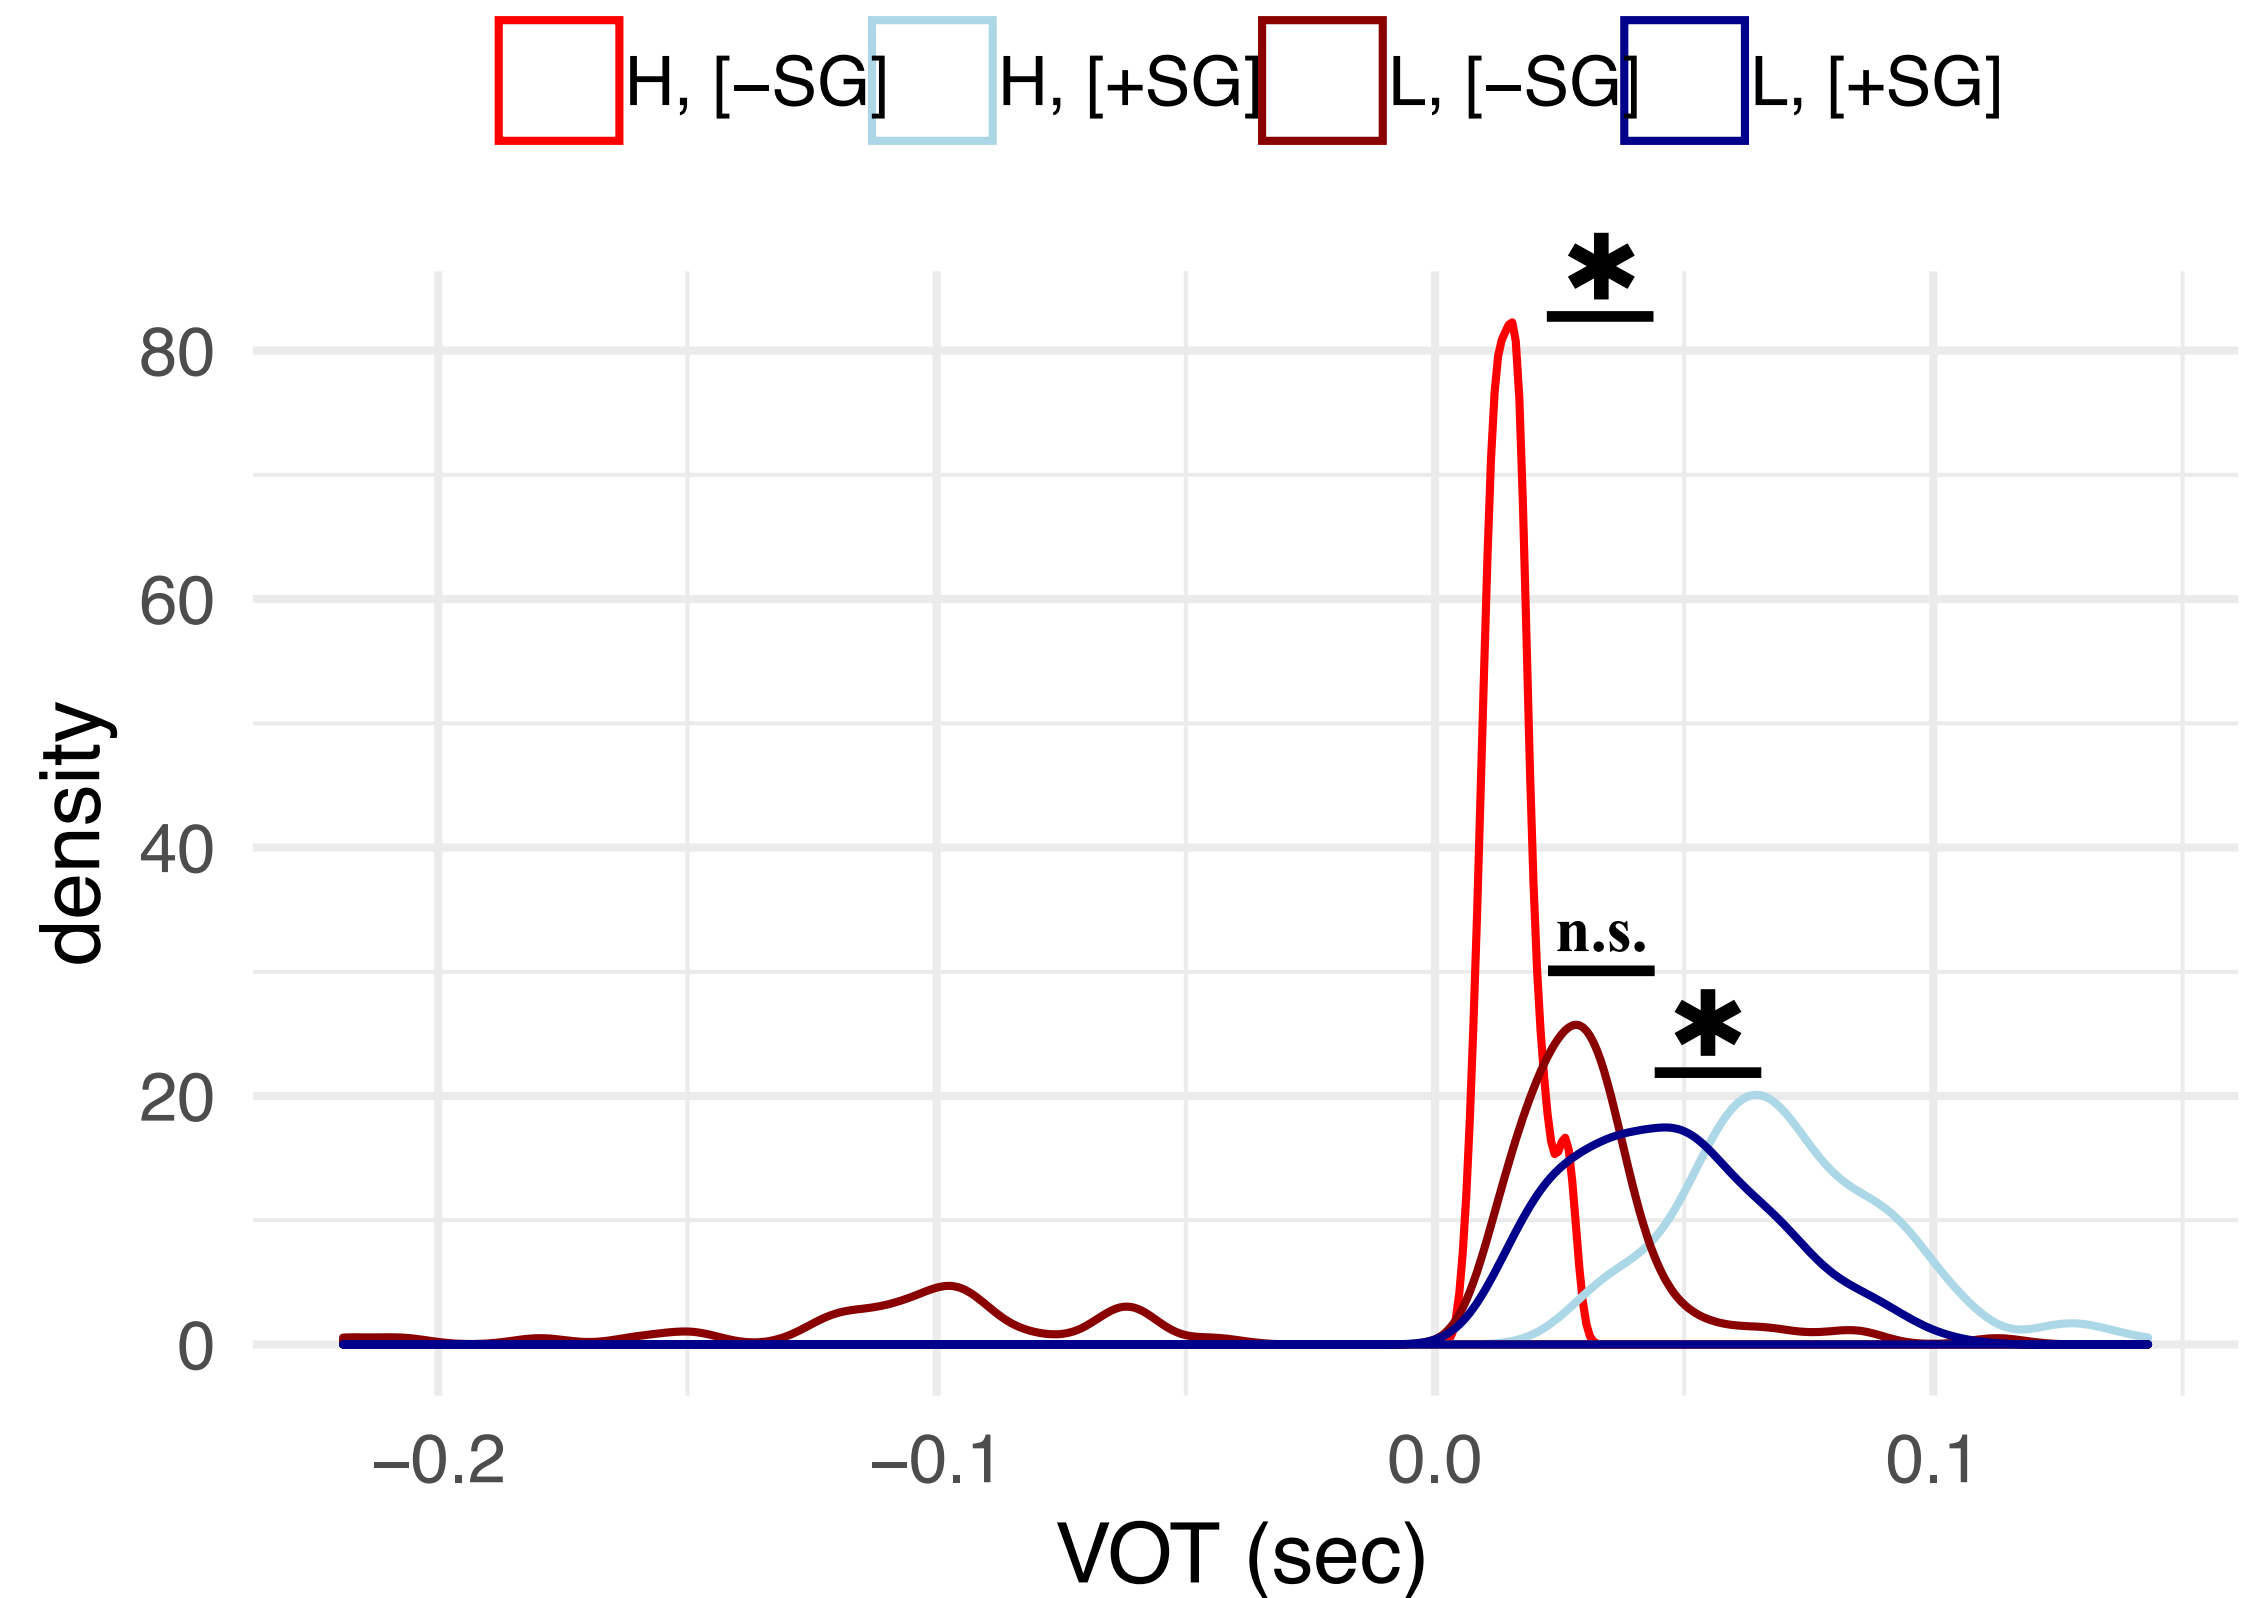 H, [−SG] H, [+SG] L, [−SG] L, [+SG]
*
80
60
40
n.s.
*
20
0
density
−0.2 −0.1 0.0 0.1
VOT (sec)